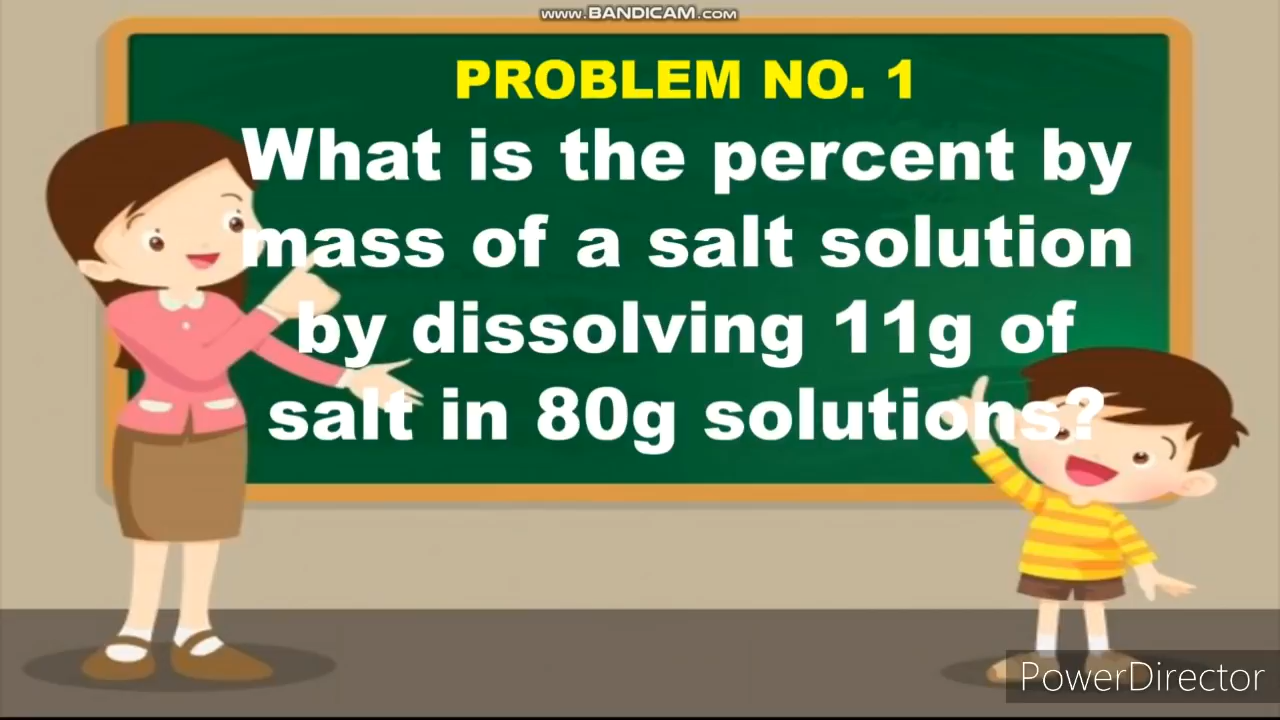 www.BANDICAM.com
PROBLEM NO. 1
What is the percent by
mass of a salt solution
by dissolving 11g of
salt in 80g solutions?
PowerDirector